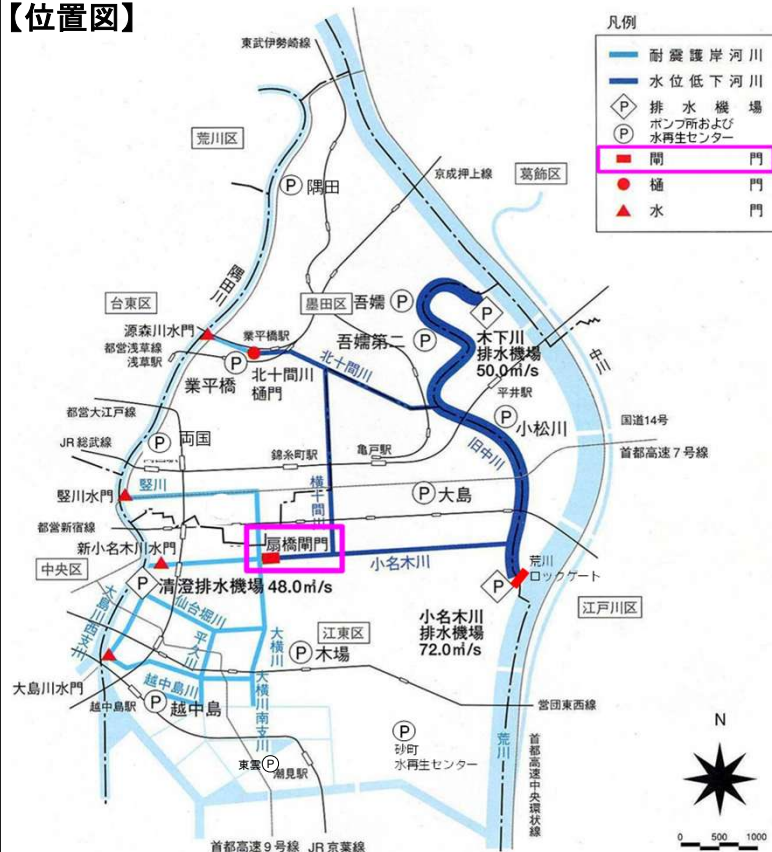 【位置図】
凡例
耐震護岸河川
水位低下河川
Ⓟ 排水機場
ポンプ所および
Ⓟ 水再生センター
閘門
樋門
水門
東武伊勢崎線
荒川区
京成押上線
葛飾区
Ⓟ 隅田
隅田川
台東区
墨田区
吾嬬 Ⓟ
源森川水門
業平橋駅
吾嬬第二 Ⓟ
P
木下川
排水機場
50.0㎥/s
中川
都営浅草線
浅草駅
Ⓟ
業平橋
北十間川
樋門
北十間川
平井駅
都営大江戸線
Ⓟ 小松川
国道14号
JR総武線
Ⓟ 両国
錦糸町駅
亀戸駅
旧中川
首都高速7号線
竪川水門
竪川
横十間川
Ⓟ 大島
都営新宿線
新小名木川水門
扇橋閘門
小名木川
荒川
ロックゲート
中央区
P
清澄排水機場 48.0㎥/s
P
江戸川区
大島川西支川
仙台堀川
平久川
大横川
江東区
小名木川
排水機場
72.0㎥/s
Ⓟ 木場
大島川水門
越中島川
大横川南支川
越中島駅
Ⓟ 越中島
営団東西線
Ⓟ
砂町
水再生センター
荒川
首都高速中央環状線
東雲 Ⓟ
潮見駅
N
首都高速9号線
JR京葉線
0 500 1000